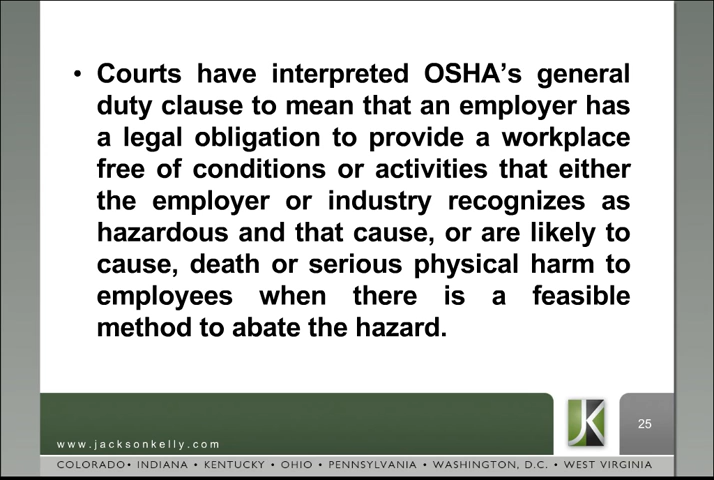 • Courts have interpreted OSHA’s general
duty clause to mean that an employer has
a legal obligation to provide a workplace
free of conditions or activities that either
the employer or industry recognizes as
hazardous and that cause, or are likely to
cause, death or serious physical harm to
employees when there is a feasible
method to abate the hazard.
JK
25
www.jacksonkelly.com
COLORADO • INDIANA • KENTUCKY • OHIO • PENNSYLVANIA • WASHINGTON, D.C. • WEST VIRGINIA